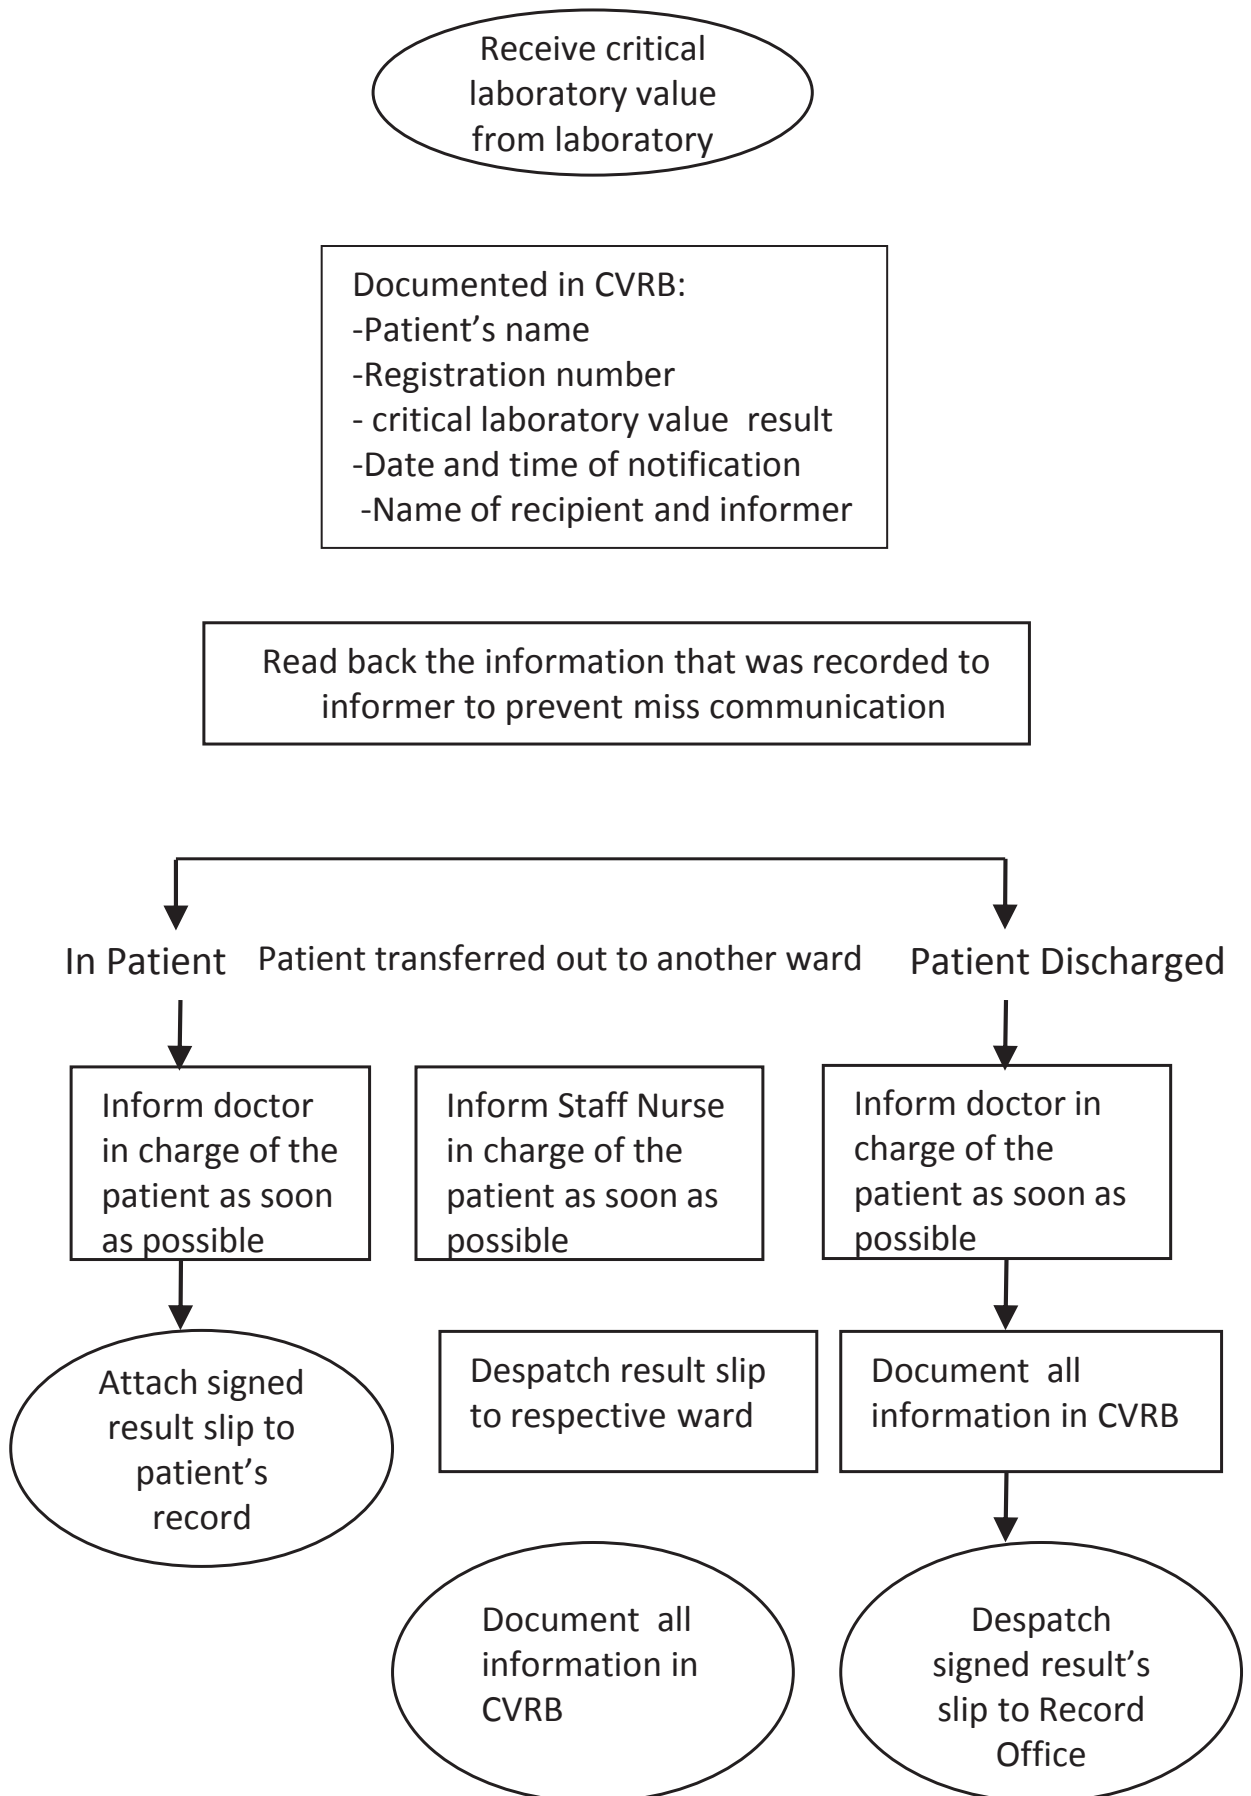 Receive critical
laboratory value
from laboratory
Documented in CVRB:
-Patient’s name
-Registration number
- critical laboratory value  result
-Date and time of notification
-Name of recipient and informer
Read back the information that was recorded to
informer to prevent miss communication
In Patient
Patient transferred out to another ward
Patient Discharged
Inform doctor
in charge of the
patient as soon
as possible
Inform Staff Nurse
in charge of the
patient as soon as
possible
Inform doctor in
charge of the
patient as soon as
possible
Attach signed
result slip to
patient’s
record
Despatch result slip
to respective ward
Document  all
information in CVRB
Document  all
information in
CVRB
Despatch
signed result’s
slip to Record
Office